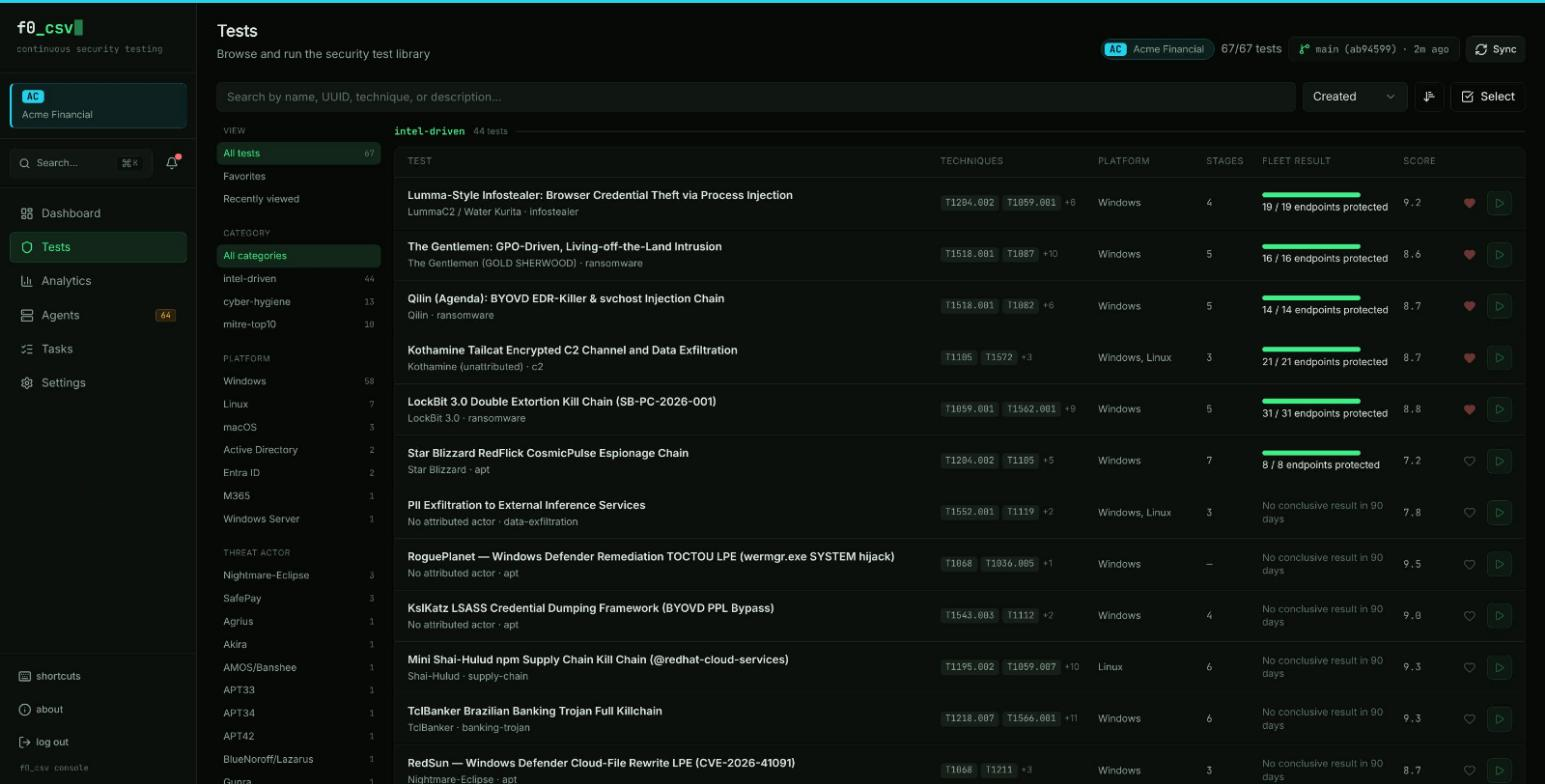 f0_csv
continuous security testing
AC
Acme Financial
Search...
⌘K
Dashboard
Tests
Analytics
Agents
64
Tasks
Settings
shortcuts
about
log out
f0_csv console
Tests
Browse and run the security test library
AC Acme Financial
67/67 tests
main (ab94599) · 2m ago
Sync
Search by name, UUID, technique, or description...
Created
Select
VIEW
All tests 67
Favorites
Recently viewed
CATEGORY
All categories
intel-driven 44
cyber-hygiene 13
mitre-top10 10
PLATFORM
Windows 58
Linux 7
macOS 3
Active Directory 2
Entra ID 2
M365 1
Windows Server 1
THREAT ACTOR
Nightmare-Eclipse 3
SafePay 3
Agrius 1
Akira 1
AMOS/Banshee 1
APT33 1
APT34 1
APT42 1
BlueNoroff/Lazarus 1
Gunra 1
intel-driven 44 tests
TEST TECHNIQUES PLATFORM STAGES FLEET RESULT SCORE
Lumma-Style Infostealer: Browser Credential Theft via Process Injection
LummaC2 / Water Kurita · infostealer
T1204.002 T1059.001 +6 Windows 4 19 / 19 endpoints protected 9.2
The Gentlemen: GPO-Driven, Living-off-the-Land Intrusion
The Gentlemen (GOLD SHERWOOD) · ransomware
T1518.001 T1087 +10 Windows 5 16 / 16 endpoints protected 8.6
Qilin (Agenda): BYOVD EDR-Killer & svchost Injection Chain
Qilin · ransomware
T1518.001 T1082 +6 Windows 5 14 / 14 endpoints protected 8.7
Kothamine Tailcat Encrypted C2 Channel and Data Exfiltration
Kothamine (unattributed) · c2
T1105 T1572 +3 Windows, Linux 3 21 / 21 endpoints protected 8.7
LockBit 3.0 Double Extortion Kill Chain (SB-PC-2026-001)
LockBit 3.0 · ransomware
T1059.001 T1562.001 +9 Windows 5 31 / 31 endpoints protected 8.8
Star Blizzard RedFlick CosmicPulse Espionage Chain
Star Blizzard · apt
T1204.002 T1105 +5 Windows 7 8 / 8 endpoints protected 7.2
PII Exfiltration to External Inference Services
No attributed actor · data-exfiltration
T1552.001 T1119 +2 Windows, Linux 3 No conclusive result in 90 days 7.8
RoguePlanet — Windows Defender Remediation TOCTOU LPE (wermgr.exe SYSTEM hijack)
No attributed actor · apt
T1068 T1036.005 +1 Windows — No conclusive result in 90 days 9.5
KslKatz LSASS Credential Dumping Framework (BYOVD PPL Bypass)
No attributed actor · apt
T1543.003 T1112 +2 Windows 4 No conclusive result in 90 days 9.0
Mini Shai-Hulud npm Supply Chain Kill Chain (@redhat-cloud-services)
Shai-Hulud · supply-chain
T1195.002 T1059.007 +10 Linux 6 No conclusive result in 90 days 9.3
TclBanker Brazilian Banking Trojan Full Killchain
TclBanker · banking-trojan
T1218.007 T1566.001 +11 Windows 6 No conclusive result in 90 days 9.3
RedSun — Windows Defender Cloud-File Rewrite LPE (CVE-2026-41091)
Nightmare-Eclipse · apt
T1068 T1211 +3 Windows 3 No conclusive result in 90 days 8.7